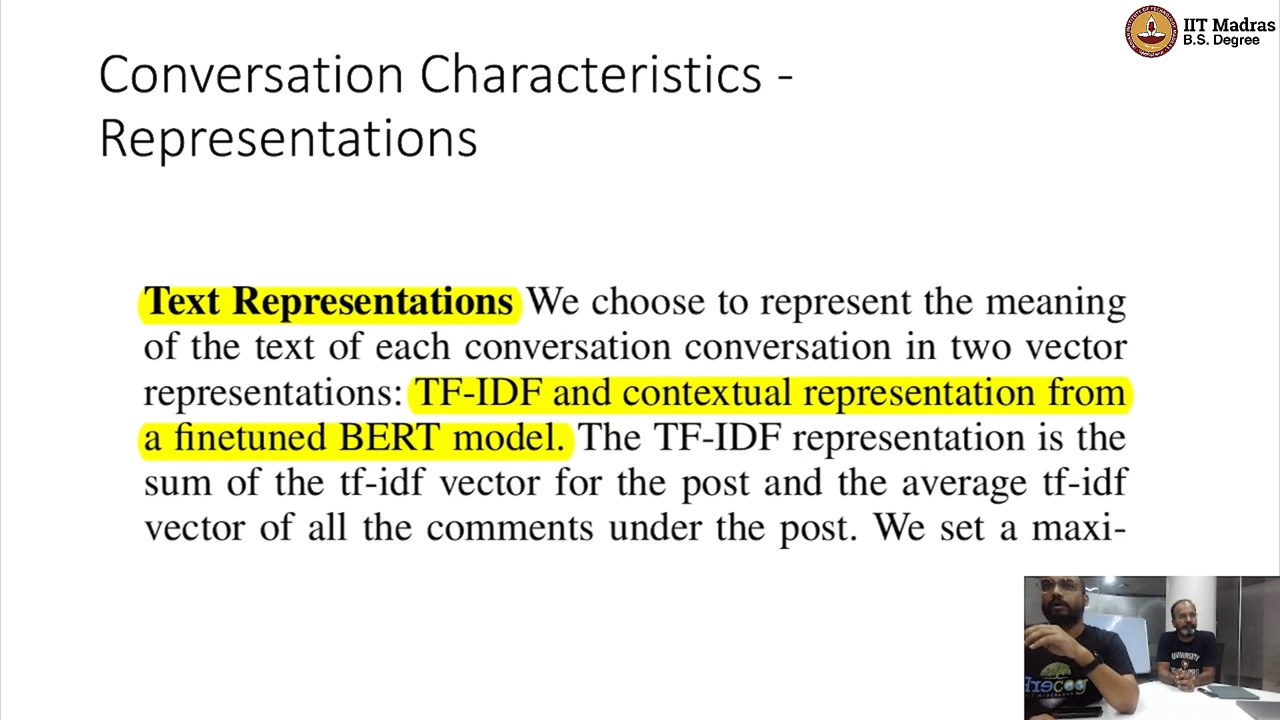 IIT Madras
B.S. Degree
Conversation Characteristics -
Representations
Text Representations We choose to represent the meaning
of the text of each conversation conversation in two vector
representations: TF-IDF and contextual representation from
a finetuned BERT model. The TF-IDF representation is the
sum of the tf-idf vector for the post and the average tf-idf
vector of all the comments under the post. We set a maxi-
UNIVERSITY